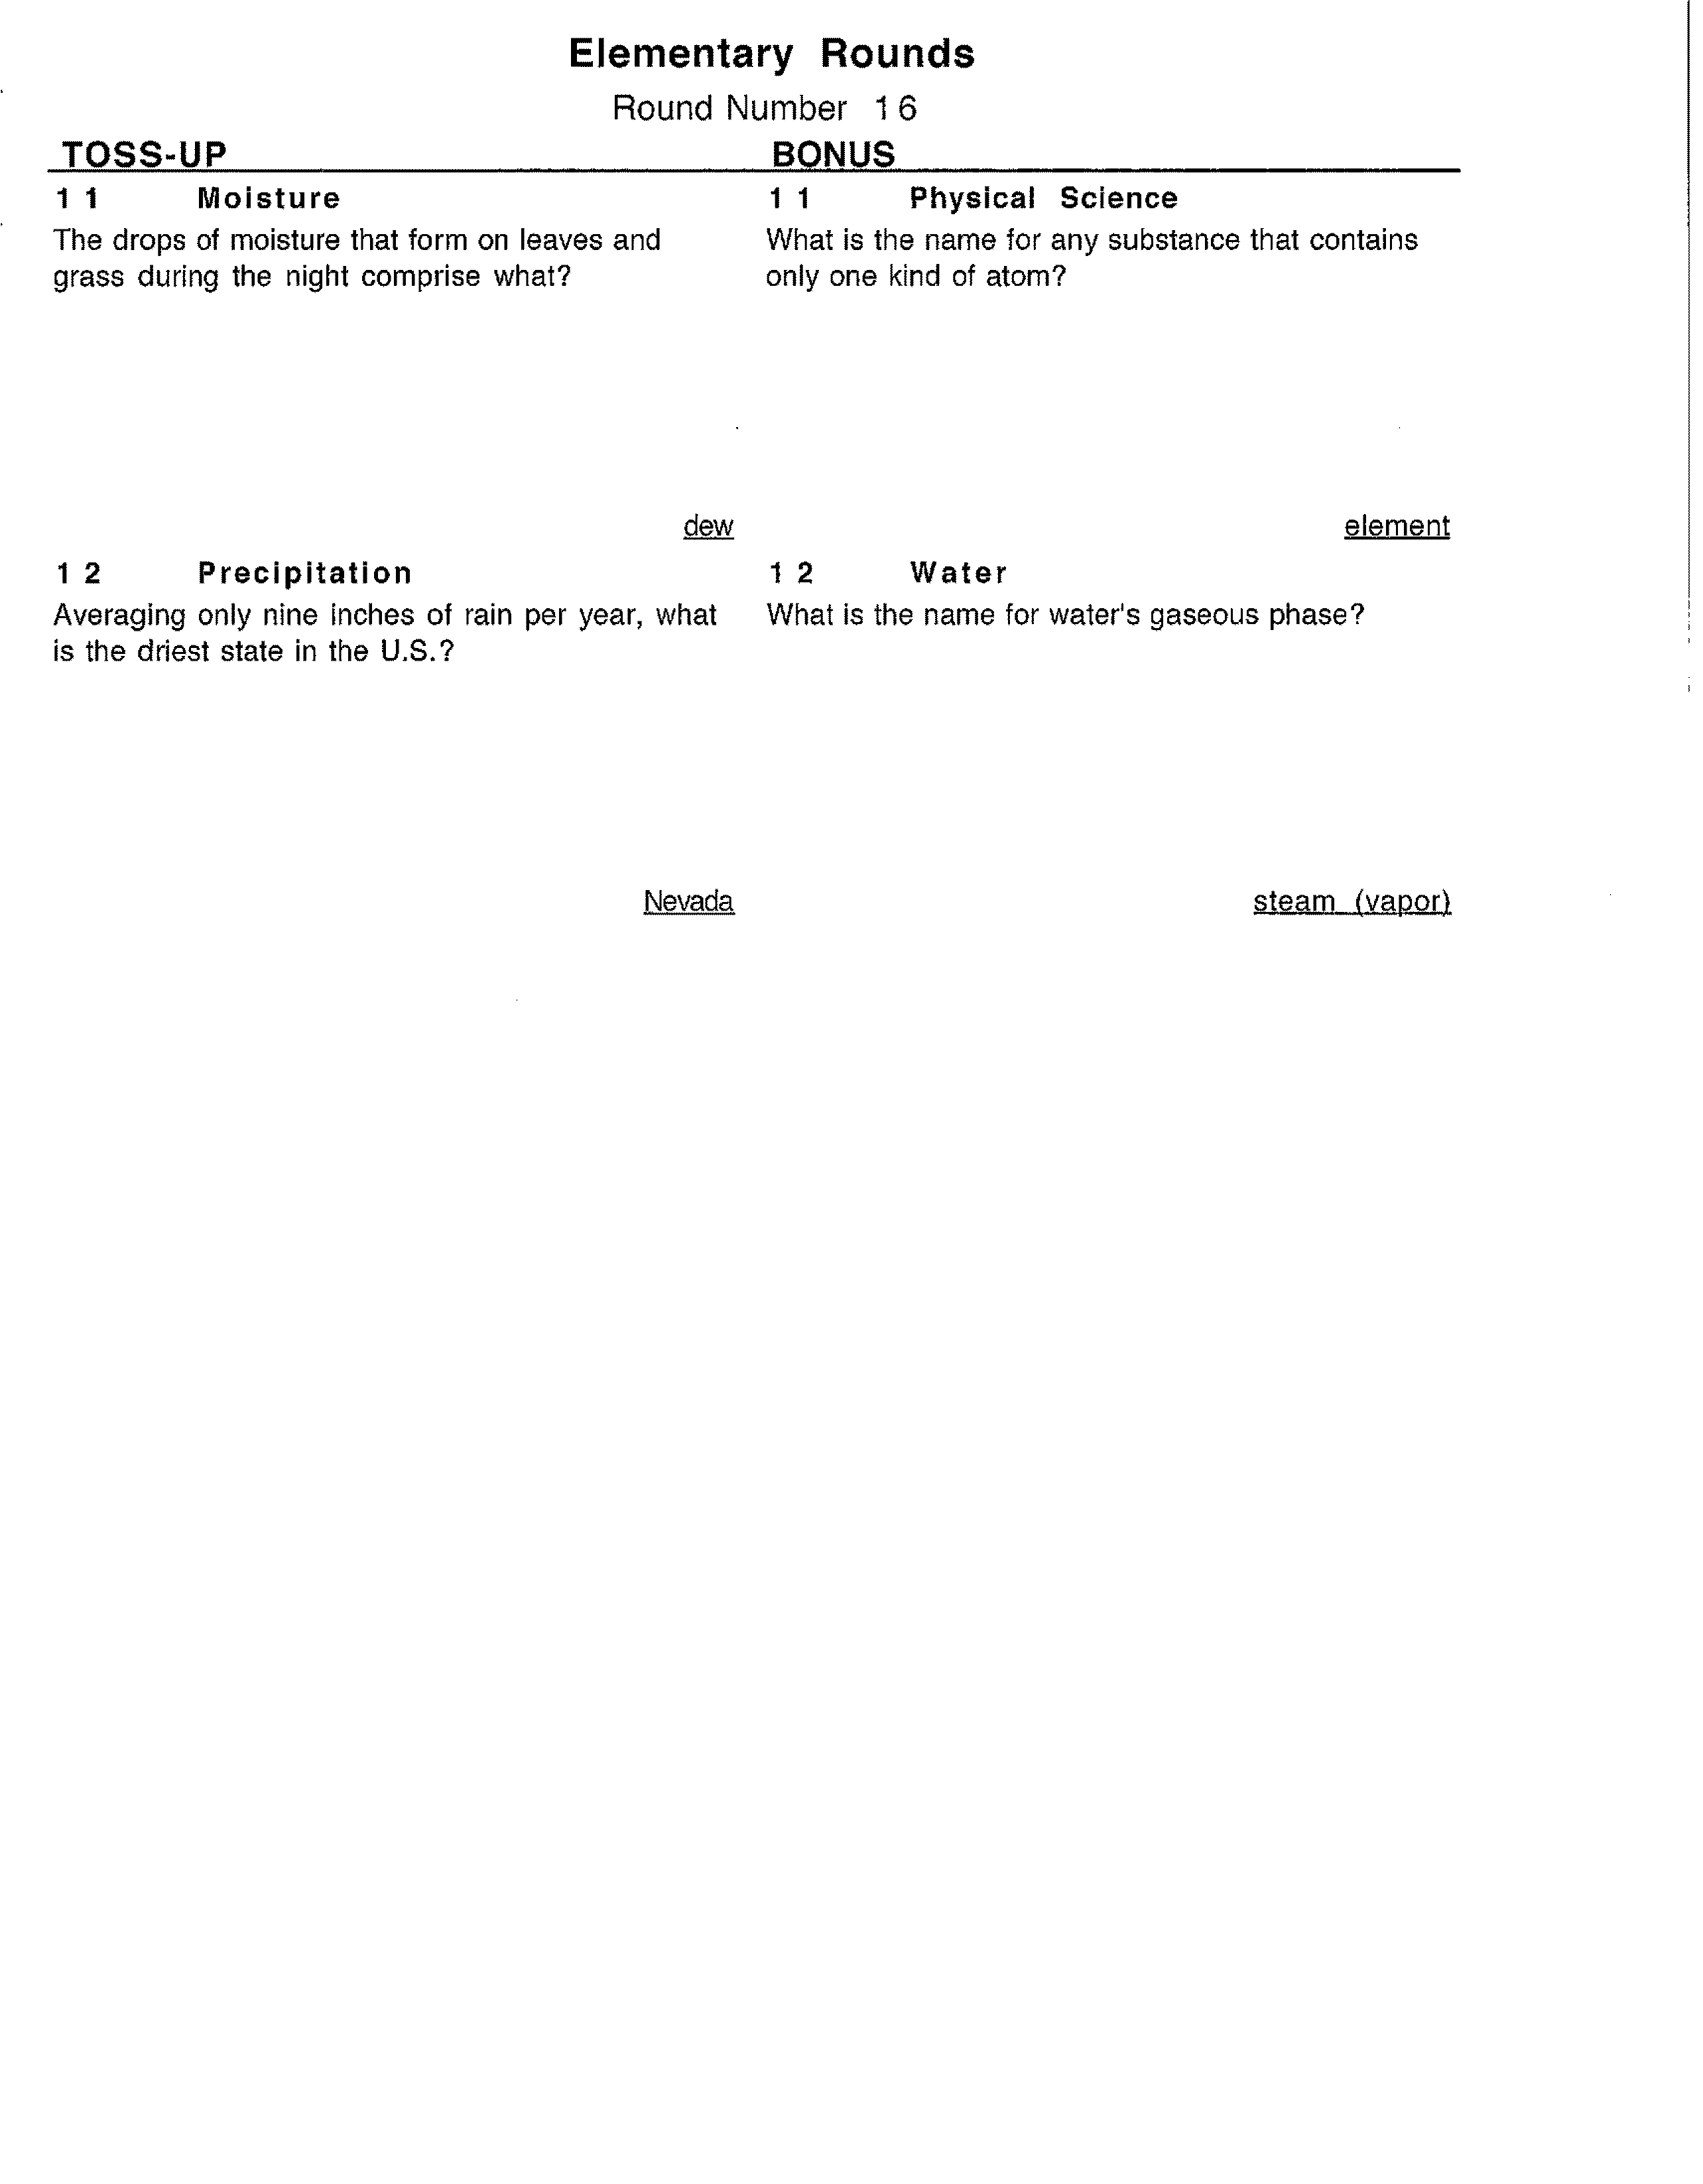 Elementary Rounds
Round Number 16
TOSS-UP
BONUS
11 Moisture
The drops of moisture that form on leaves and
grass during the night comprise what?
dew
11 Physical Science
What is the name for any substance that contains
only one kind of atom?
element
12 Precipitation
Averaging only nine inches of rain per year, what
is the driest state in the U.S.?
Nevada
12 Water
What is the name for water's gaseous phase?
steam (vapor)